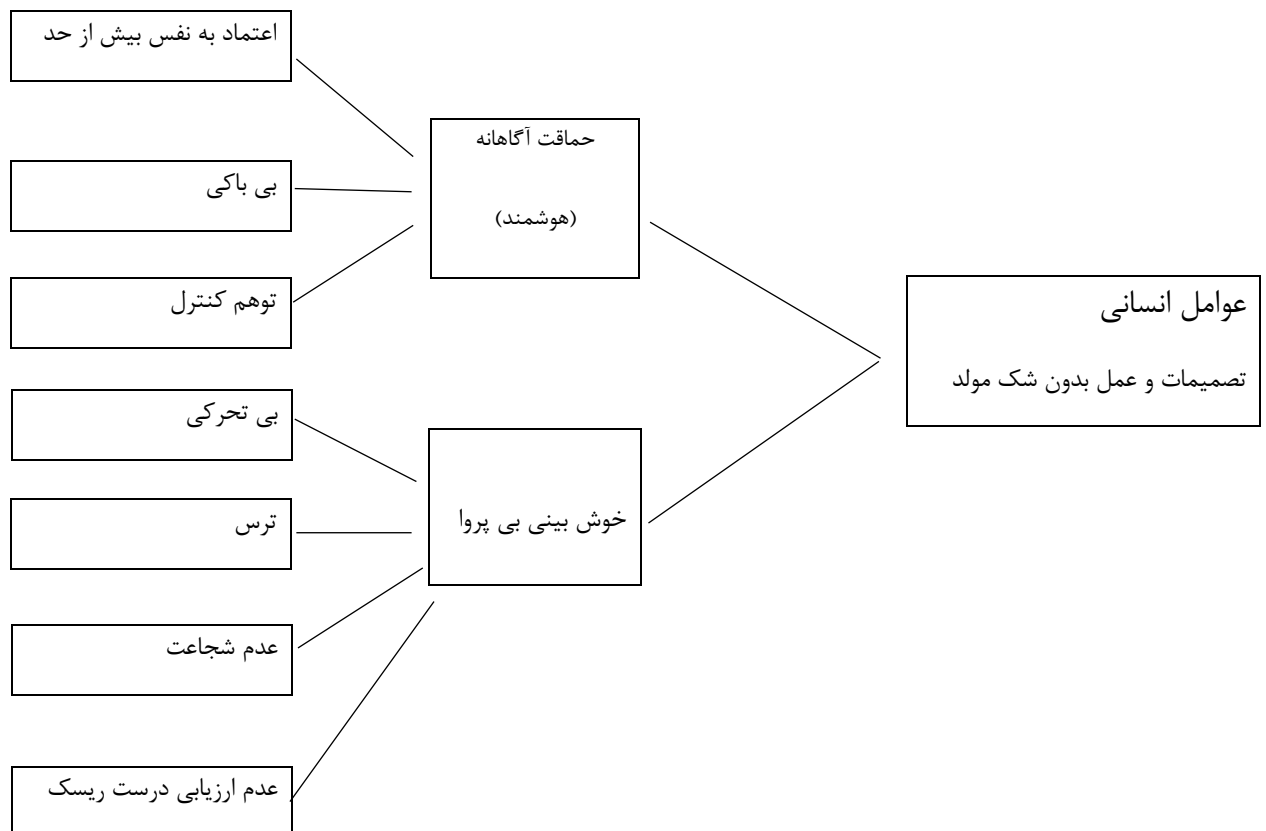 عوامل انسانی
تصمیمات و عمل بدون شک مولد
حماقت آگاهانه
(هوشمند)
خوش بینی بی پروا
اعتماد به نفس بیش از حد
بی باکی
توهم کنترل
بی تحرکی
ترس
عدم شجاعت
عدم ارزیابی درست ریسک